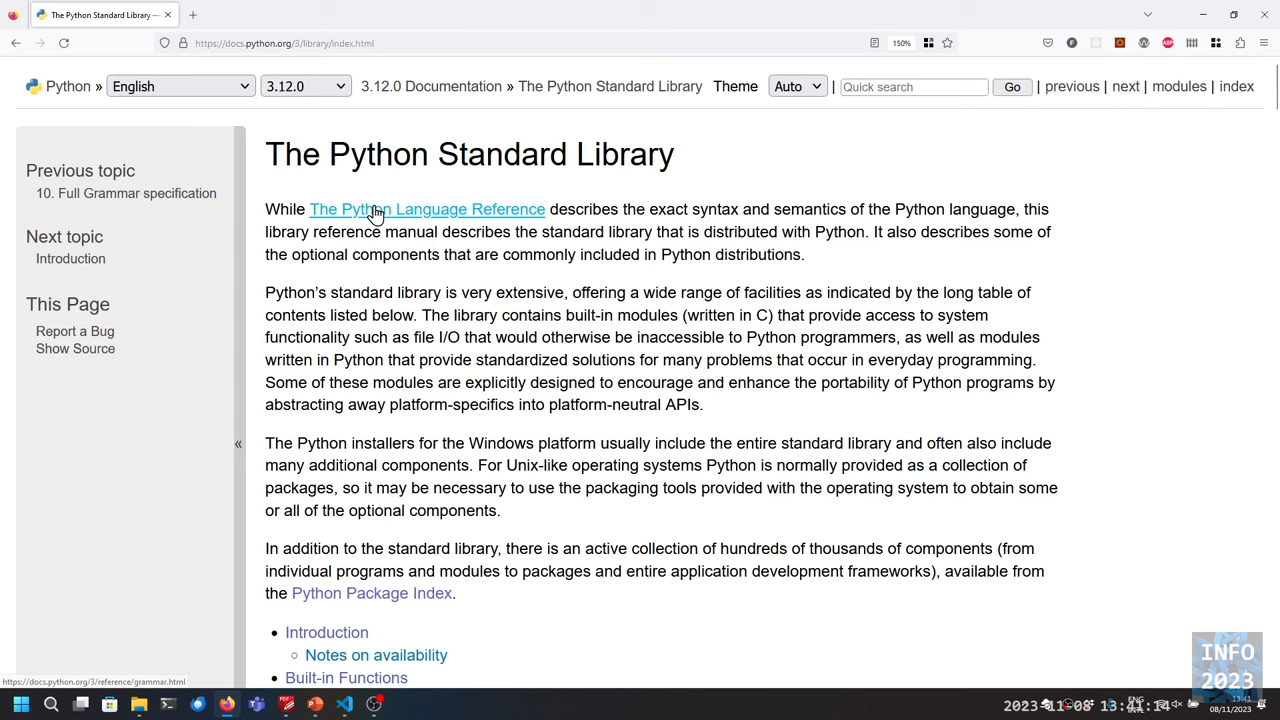 The Python Standard Library —
https://docs.python.org/3/library/index.html
150%
Python » English 3.12.0 3.12.0 Documentation » The Python Standard Library Theme Auto | Quick search Go | previous | next | modules | index
Previous topic
10. Full Grammar specification
Next topic
Introduction
This Page
Report a Bug
Show Source
«
The Python Standard Library
While The Python Language Reference describes the exact syntax and semantics of the Python language, this
library reference manual describes the standard library that is distributed with Python. It also describes some of
the optional components that are commonly included in Python distributions.
Python’s standard library is very extensive, offering a wide range of facilities as indicated by the long table of
contents listed below. The library contains built-in modules (written in C) that provide access to system
functionality such as file I/O that would otherwise be inaccessible to Python programmers, as well as modules
written in Python that provide standardized solutions for many problems that occur in everyday programming.
Some of these modules are explicitly designed to encourage and enhance the portability of Python programs by
abstracting away platform-specifics into platform-neutral APIs.
The Python installers for the Windows platform usually include the entire standard library and often also include
many additional components. For Unix-like operating systems Python is normally provided as a collection of
packages, so it may be necessary to use the packaging tools provided with the operating system to obtain some
or all of the optional components.
In addition to the standard library, there is an active collection of hundreds of thousands of components (from
individual programs and modules to packages and entire application development frameworks), available from
the Python Package Index.
• Introduction
○ Notes on availability
• Built-in Functions
https://docs.python.org/3/reference/grammar.html
INFO
2023
ENG
2023-11-08 13:41:14
13:41
08/11/2023